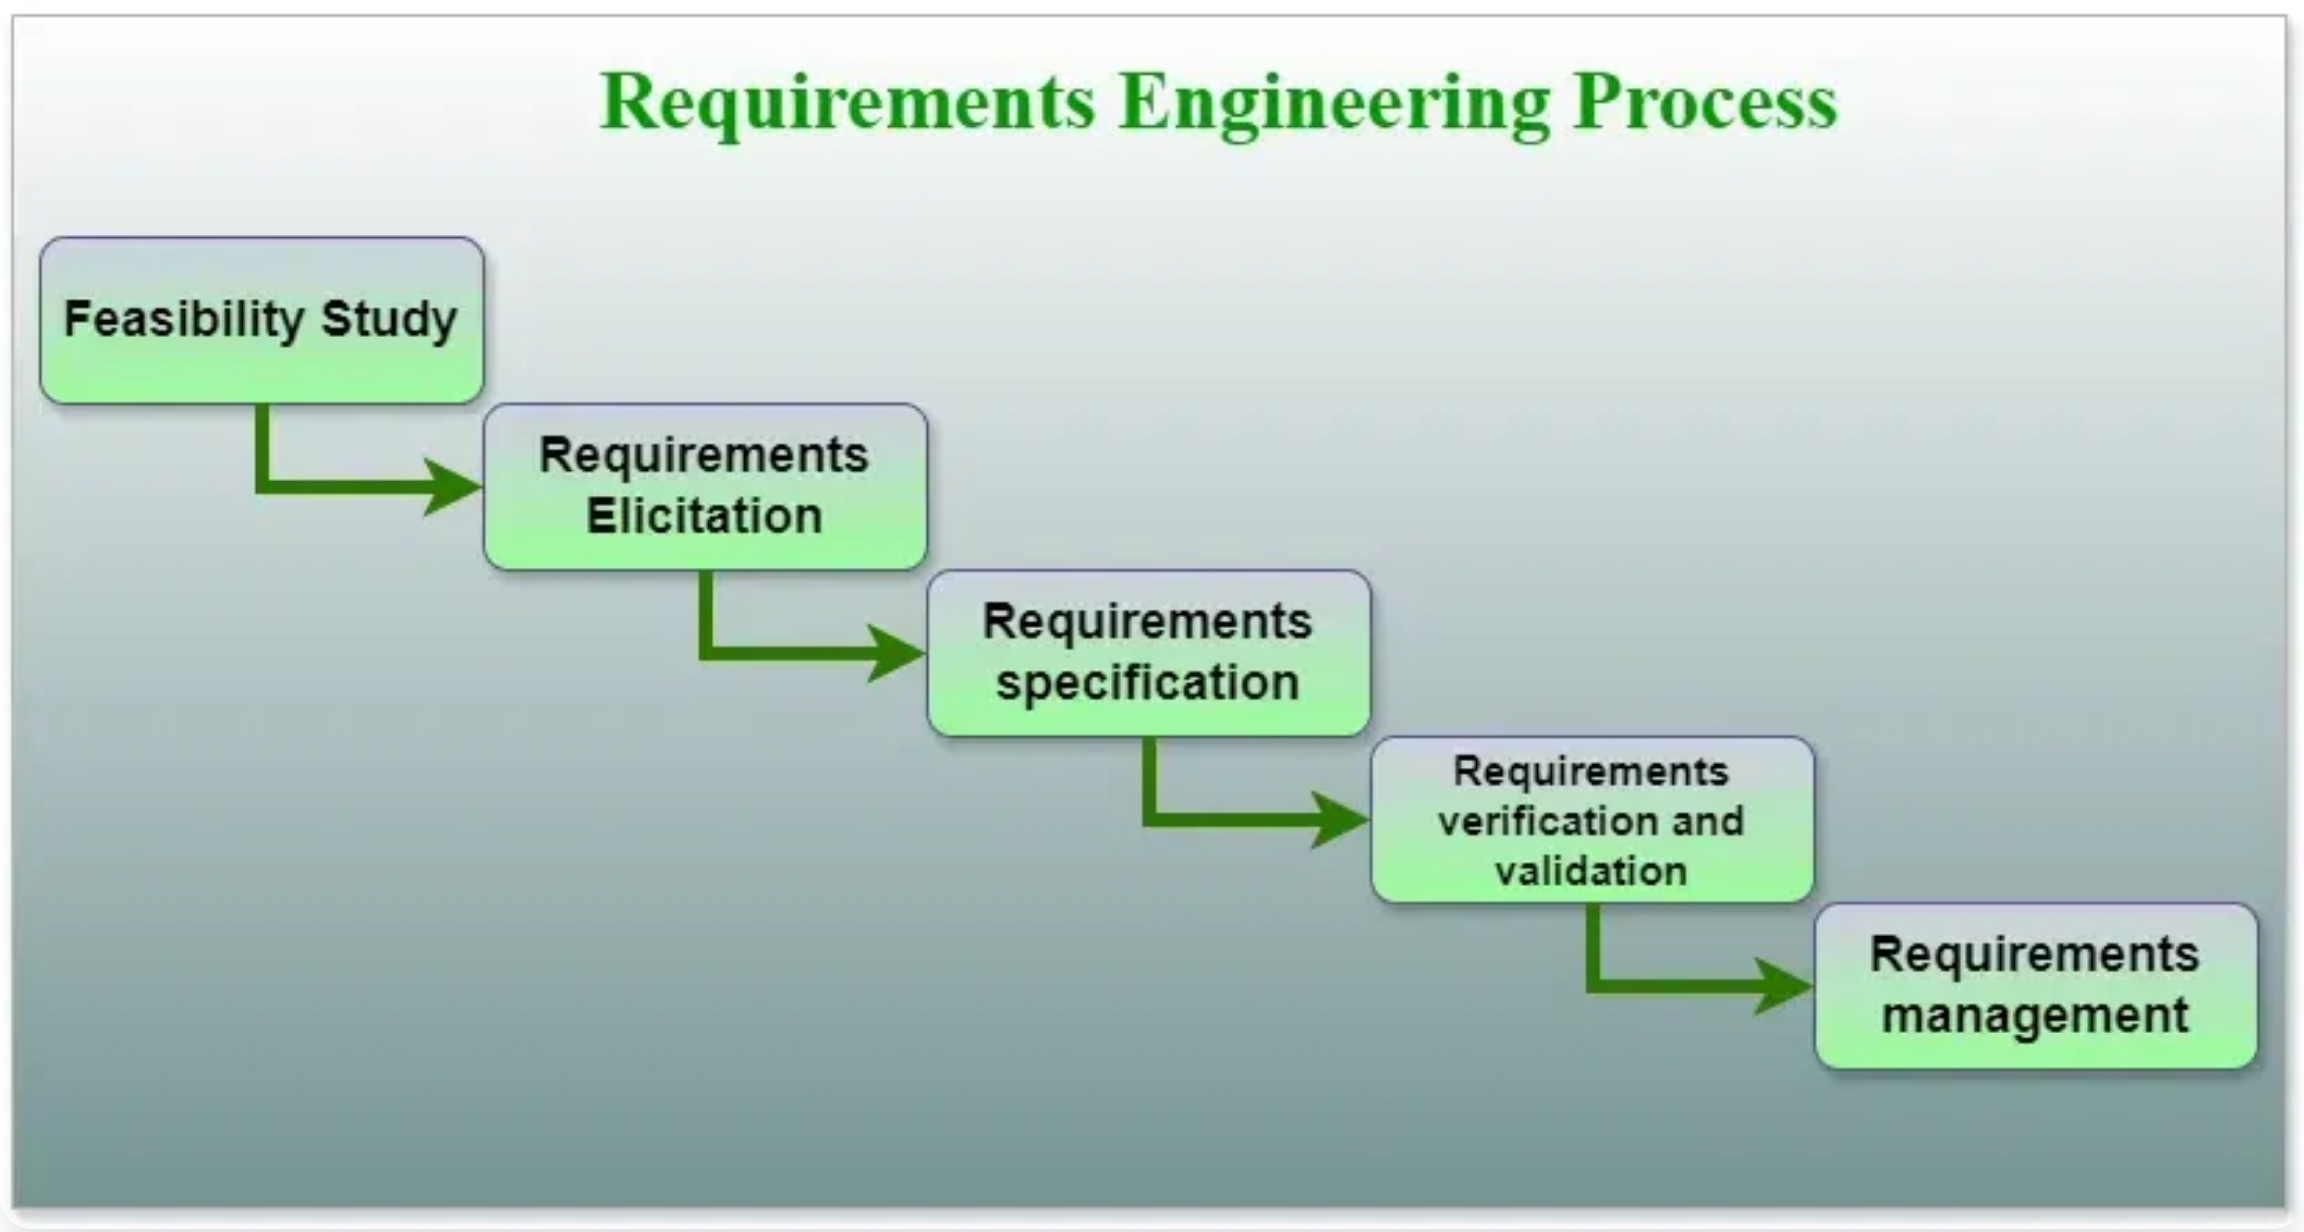 Requirements Engineering Process
Feasibility Study
Requirements
Elicitation
Requirements
specification
Requirements
verification and
validation
Requirements
management